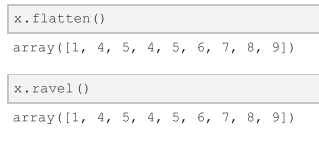 x.flatten()
array([1, 4, 5, 4, 5, 6, 7, 8, 9])
x.ravel()
array([1, 4, 5, 4, 5, 6, 7, 8, 9])